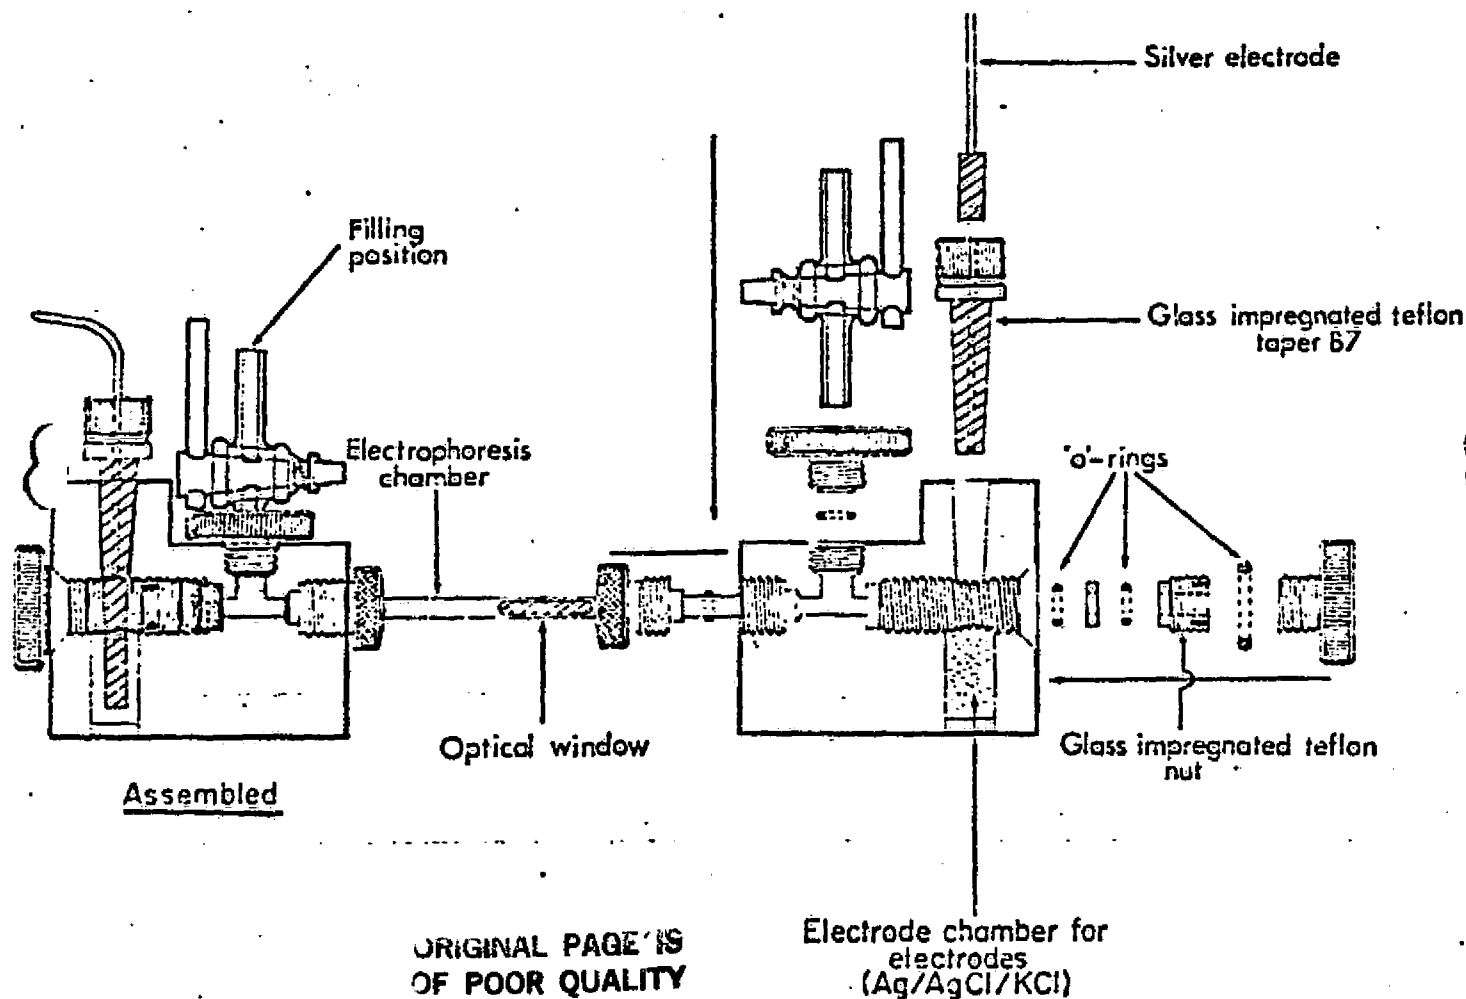 Silver electrode
Filling
position
Glass impregnated teflon
taper B7
Electrophoresis
chamber
'o'-rings
Optical window
Glass impregnated teflon
nut
Assembled
Electrode chamber for
electrodes
(Ag/AgCl/KCl)
ORIGINAL PAGE IS
OF POOR QUALITY